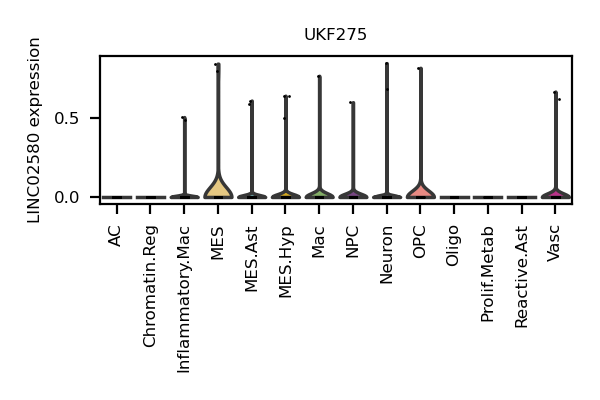 UKF275
LINC02580 expression
0.5
0.0
AC
Chromatin.Reg
Inflammatory.Mac
MES
MES.Ast
MES.Hyp
Mac
NPC
Neuron
OPC
Oligo
Prolif.Metab
Reactive.Ast
Vasc